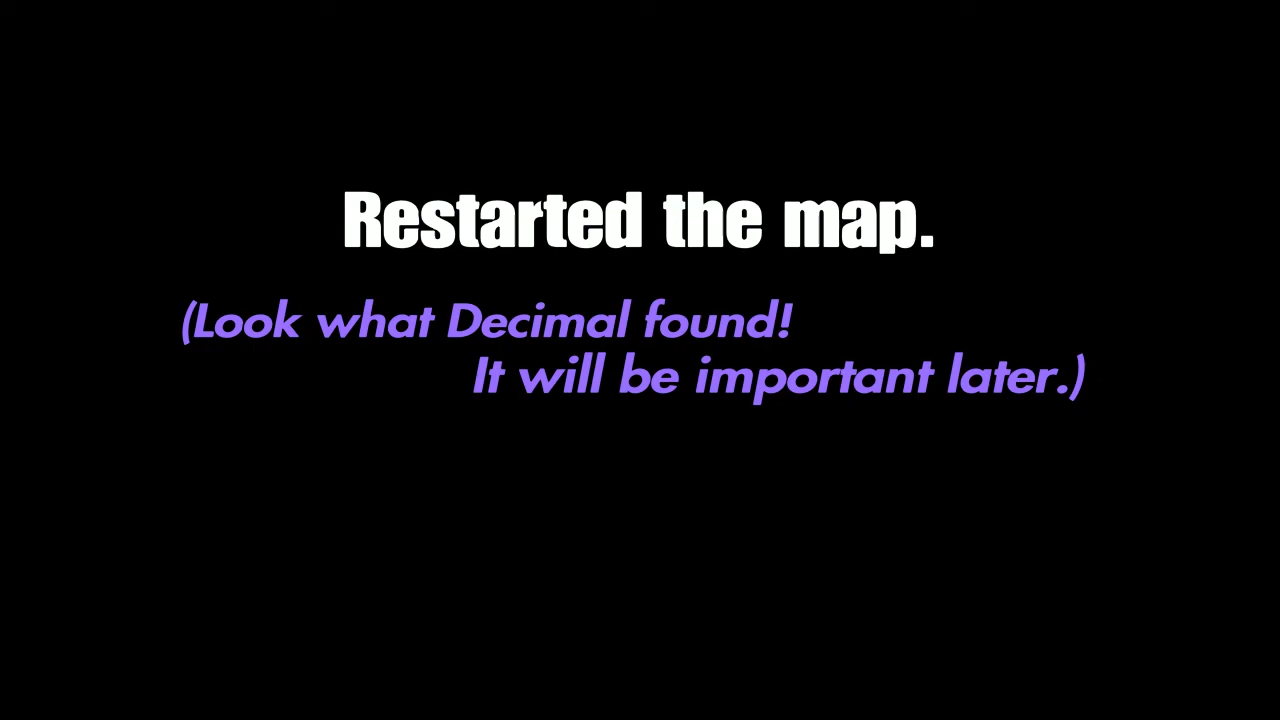 Restarted the map.
(Look what Decimal found!
It will be important later.)